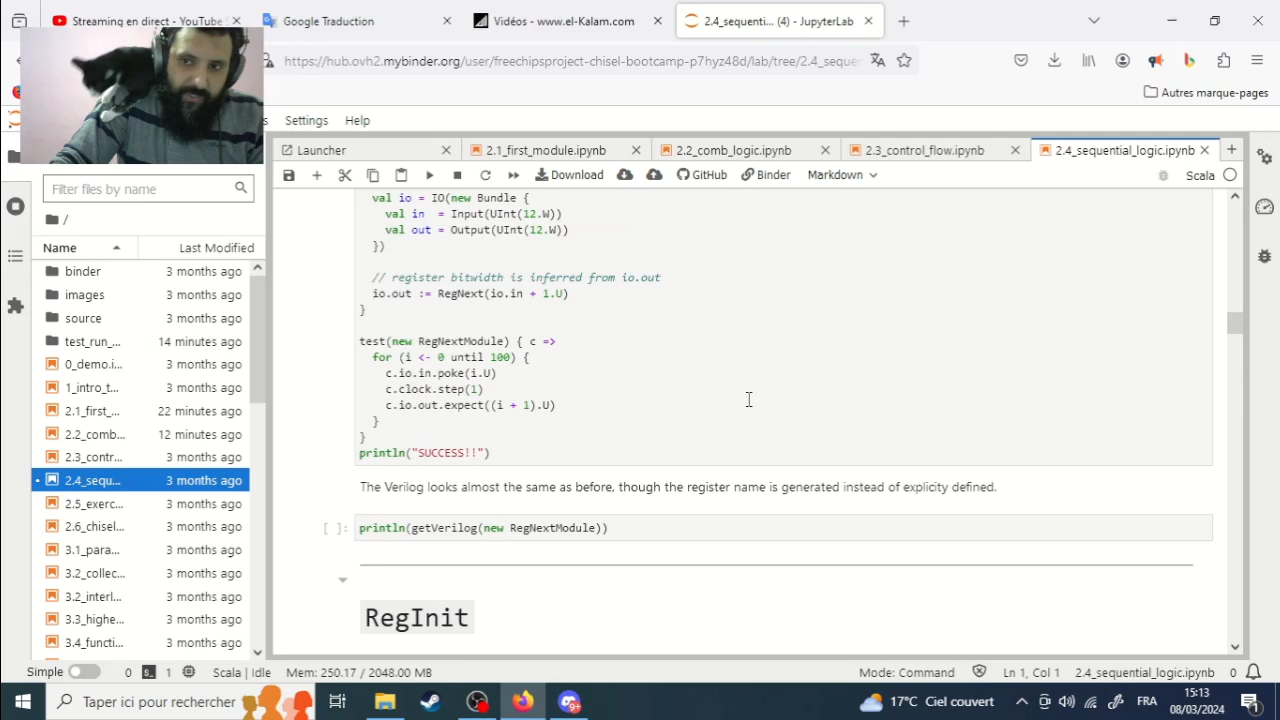 Streaming en direct - YouTube S
Google Traduction
Vidéos - www.el-Kalam.com
2.4_sequenti... (4) - JupyterLab
https://hub.ovh2.mybinder.org/user/freechipsproject-chisel-bootcamp-p7hyz48d/lab/tree/2.4_seque
Autres marque-pages
Settings Help
Launcher
2.1_first_module.ipynb
2.2_comb_logic.ipynb
2.3_control_flow.ipynb
2.4_sequential_logic.ipynb
Download
GitHub
Binder
Markdown
Scala
Filter files by name
/
Name
Last Modified
binder 3 months ago
images 3 months ago
source 3 months ago
test_run_... 14 minutes ago
0_demo.i... 3 months ago
1_intro_t... 3 months ago
2.1_first_... 22 minutes ago
2.2_comb... 12 minutes ago
2.3_contr... 3 months ago
2.4_sequ... 3 months ago
2.5_exerc... 3 months ago
2.6_chisel... 3 months ago
3.1_para... 3 months ago
3.2_collec... 3 months ago
3.2_interl... 3 months ago
3.3_highe... 3 months ago
3.4_functi... 3 months ago
val io = IO(new Bundle {
val in = Input(UInt(12.W))
val out = Output(UInt(12.W))
})
// register bitwidth is inferred from io.out
io.out := RegNext(io.in + 1.U)
}
test(new RegNextModule) { c =>
for (i <- 0 until 100) {
c.io.in.poke(i.U)
c.clock.step(1)
c.io.out.expect((i + 1).U)
}
}
println("SUCCESS!!")
The Verilog looks almost the same as before, though the register name is generated instead of explicity defined.
[ ]: println(getVerilog(new RegNextModule))
RegInit
Simple 0 1 Scala | Idle Mem: 250.17 / 2048.00 MB Mode: Command Ln 1, Col 1 2.4_sequential_logic.ipynb 0
Taper ici pour rechercher
17°C Ciel couvert
FRA
15:13
08/03/2024
1